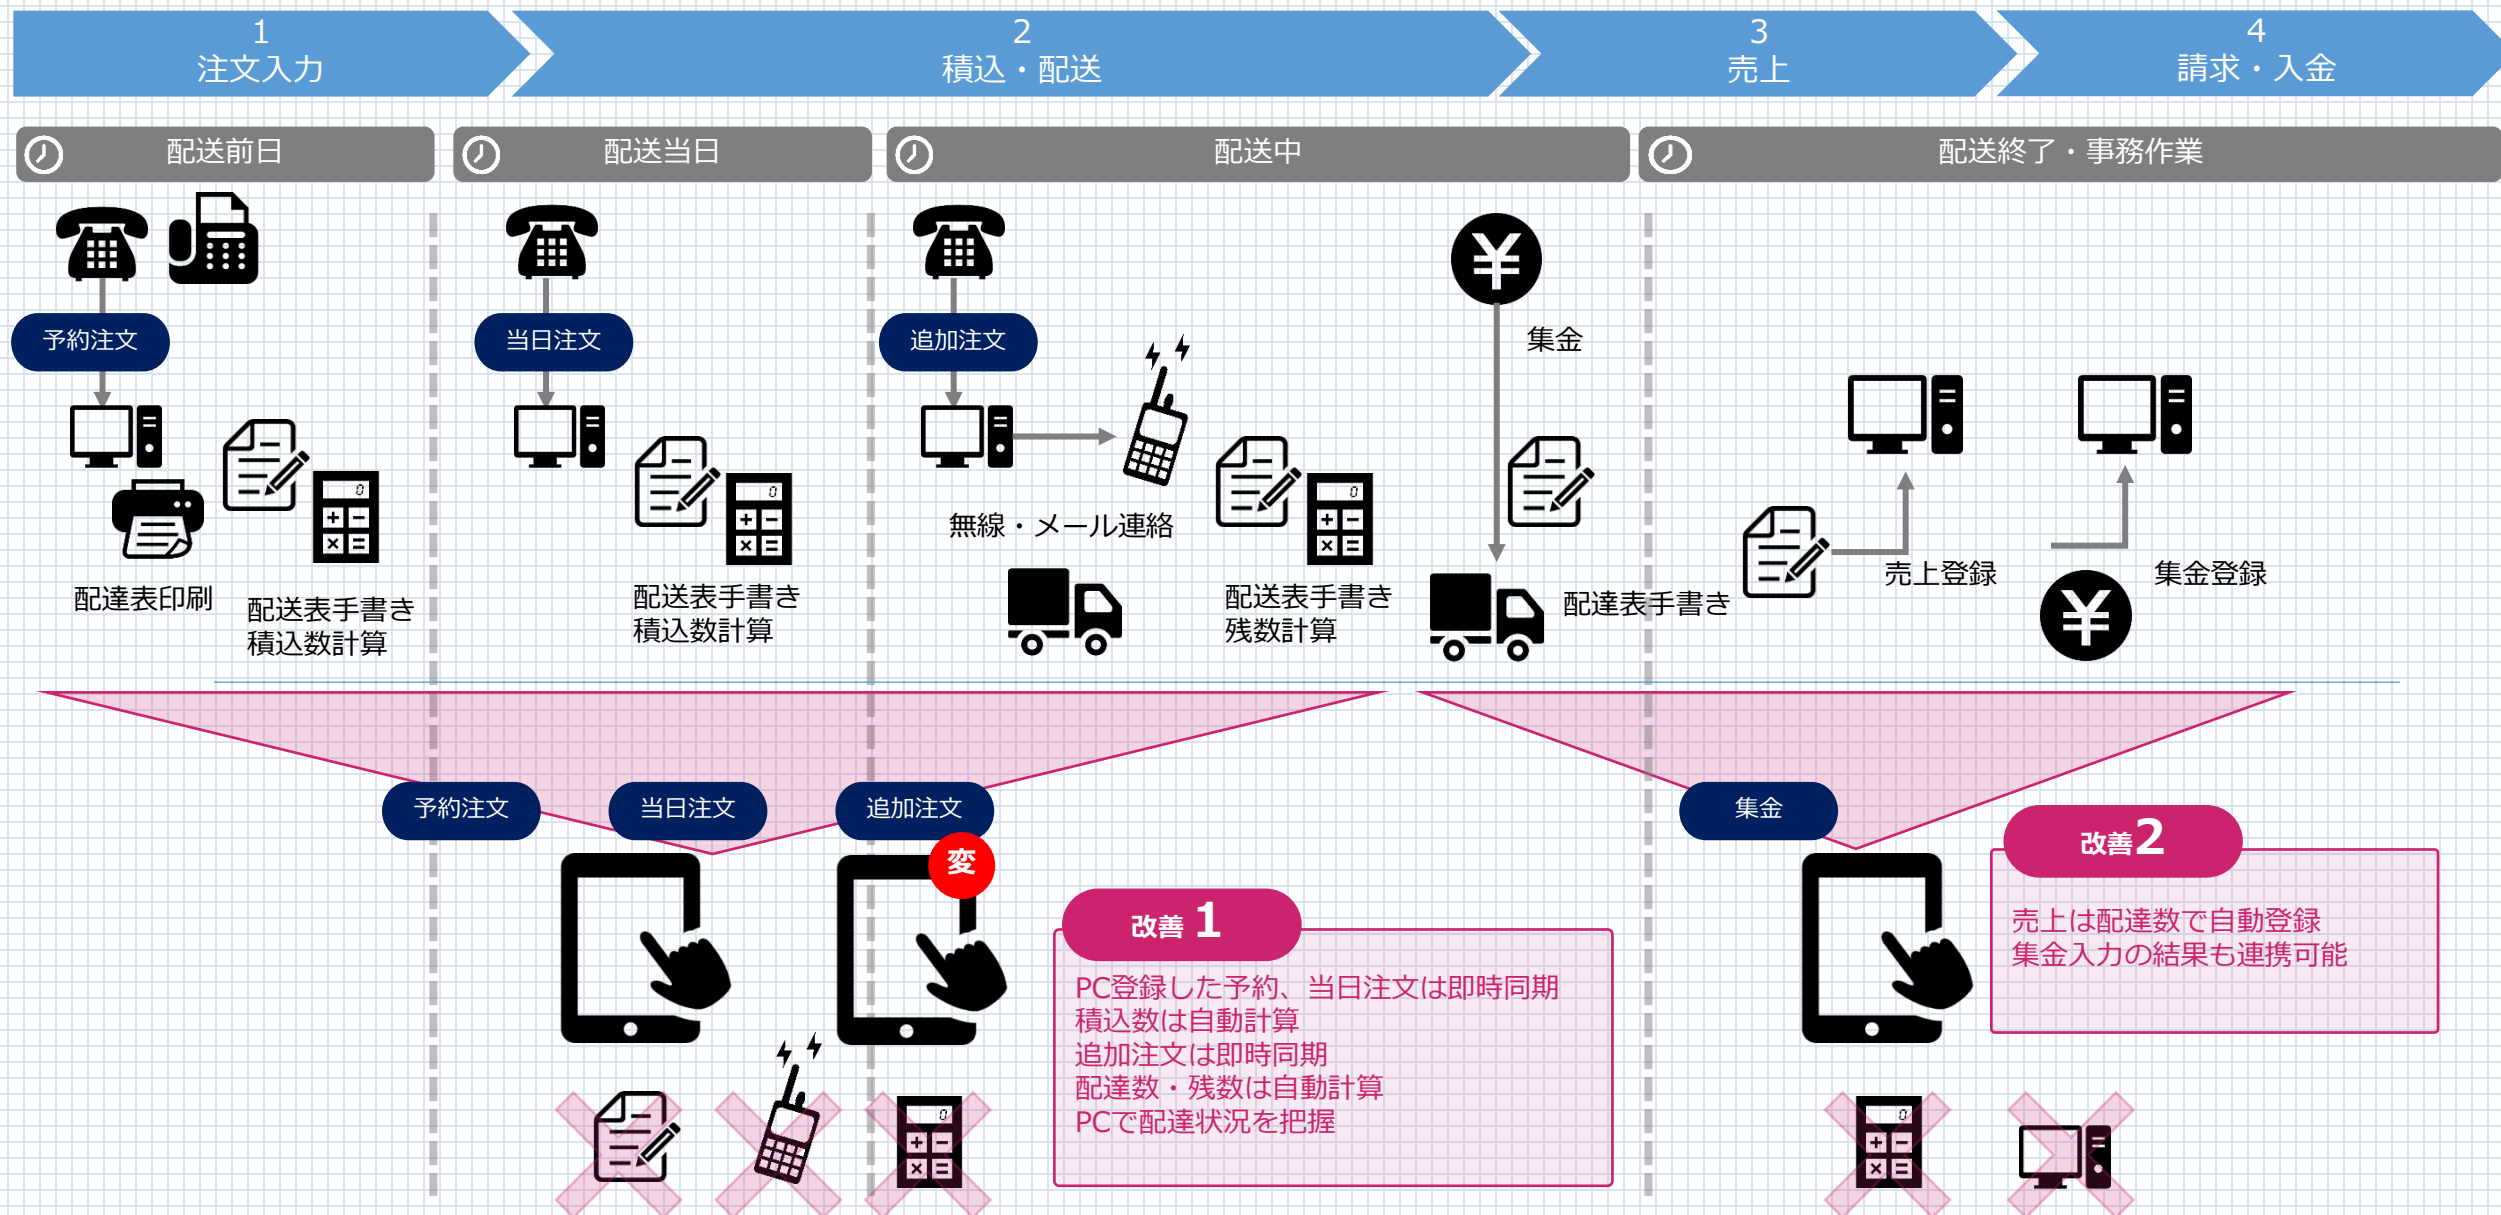 1
注文入力
2
積込・配送
3
売上
4
請求・入金
配送前日
配送当日
配送中
配送終了・事務作業
予約注文
当日注文
追加注文
集金
無線・メール連絡
配達表印刷
配送表手書き
積込数計算
配送表手書き
積込数計算
配送表手書き
残数計算
配達表手書き
売上登録
集金登録
予約注文
当日注文
追加注文
変
集金
改善 1
PC登録した予約、当日注文は即時同期
積込数は自動計算
追加注文は即時同期
配達数・残数は自動計算
PCで配達状況を把握
改善2
売上は配達数で自動登録
集金入力の結果も連携可能